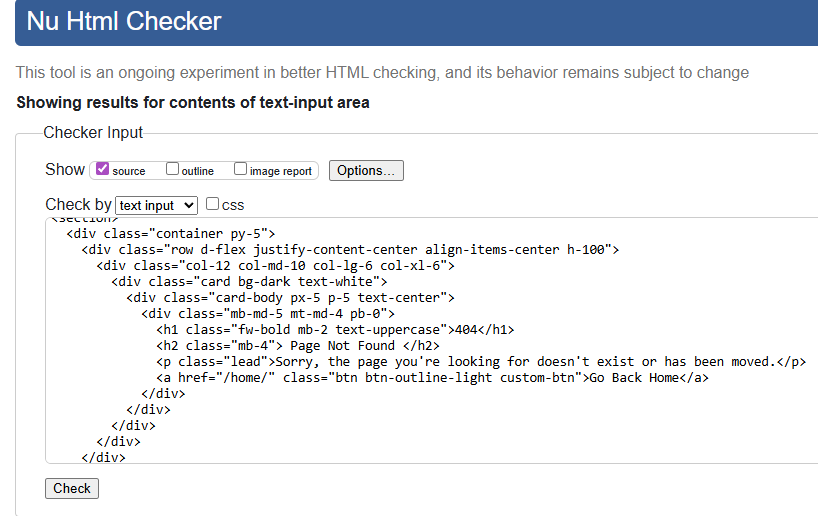 Nu Html Checker
This tool is an ongoing experiment in better HTML checking, and its behavior remains subject to change
Showing results for contents of text-input area
Checker Input
Show source outline image report Options...
Check by text input css
<section>
<div class="container py-5">
<div class="row d-flex justify-content-center align-items-center h-100">
<div class="col-12 col-md-10 col-lg-6 col-xl-6">
<div class="card bg-dark text-white">
<div class="card-body px-5 p-5 text-center">
<div class="mb-md-5 mt-md-4 pb-0">
<h1 class="fw-bold mb-2 text-uppercase">404</h1>
<h2 class="mb-4"> Page Not Found </h2>
<p class="lead">Sorry, the page you're looking for doesn't exist or has been moved.</p>
<a href="/home/" class="btn btn-outline-light custom-btn">Go Back Home</a>
</div>
</div>
</div>
</div>
</div>
Check